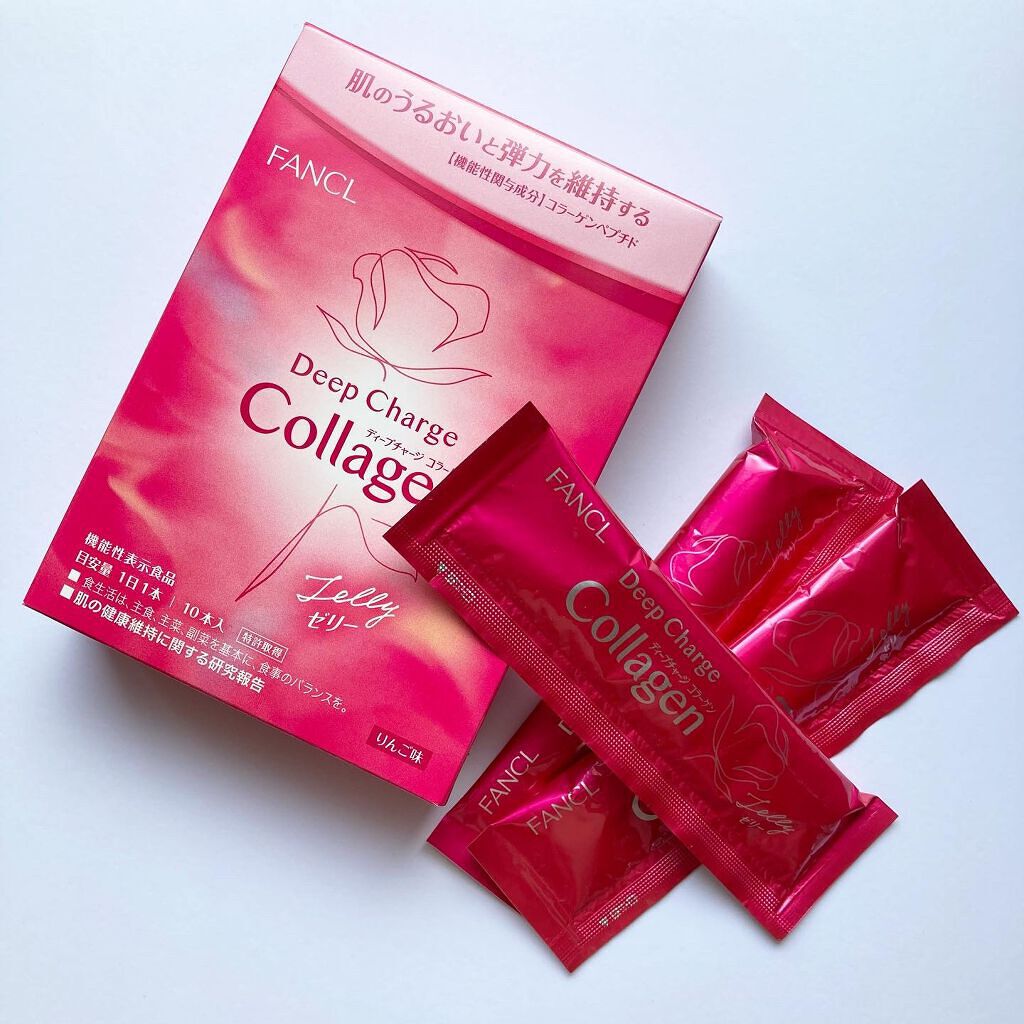 肌のうるおいと弾力を維持する
【機能性関与成分】コラーゲンペプチド
FANCL
Deep Charge
Collage
ディープチャージ コラー
Jelly
ゼリー
機能性表示食品
目安量 1日1本 | 10本入
■食生活は、主食、主菜、副菜を基本に、食事のバランスを。
■肌の健康維持に関する研究報告
特許取得
りんご味
FANCL
Deep Charge
Collagen
ディープチャージ コラーゲン
Jelly
ゼリー
Jelly
Jelly
FANCL
FANCL